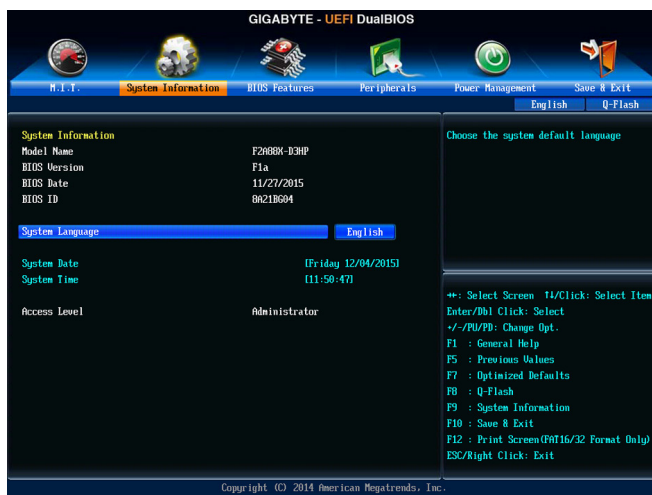 GIGABYTE - UEFI DualBIOS
M.I.T.
System Information
BIOS Features
Peripherals
Power Management
Save & Exit
English
Q-Flash
System Information
Model Name F2A88X-D3HP
BIOS Version F1a
BIOS Date 11/27/2015
BIOS ID 8A21BG04
System Language English
System Date [Friday 12/04/2015]
System Time [11:50:47]
Access Level Administrator
Choose the system default language
→←: Select Screen ↑↓/Click: Select Item
Enter/Dbl Click: Select
+/-/PU/PD: Change Opt.
F1 : General Help
F5 : Previous Values
F7 : Optimized Defaults
F8 : Q-Flash
F9 : System Information
F10 : Save & Exit
F12 : Print Screen(FAT16/32 Format Only)
ESC/Right Click: Exit
Copyright (C) 2014 American Megatrends, Inc.